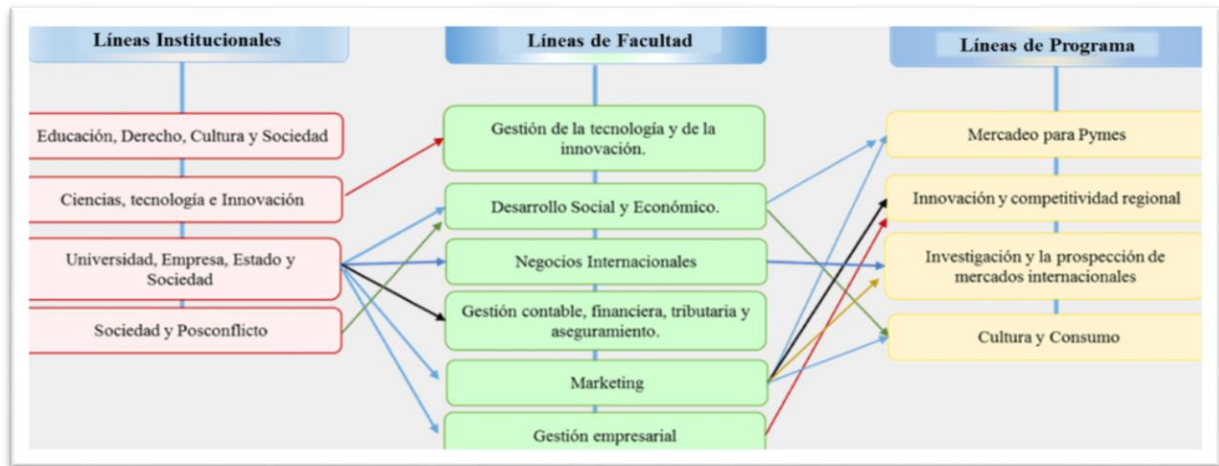 Líneas Institucionales
Educación, Derecho, Cultura y Sociedad
Ciencias, tecnología e Innovación
Universidad, Empresa, Estado y
Sociedad
Sociedad y Posconflicto
Líneas de Facultad
Gestión de la tecnología y de la
innovación.
Desarrollo Social y Económico.
Negocios Internacionales
Gestión contable, financiera, tributaria y
aseguramiento.
Marketing
Gestión empresarial
Líneas de Programa
Mercadeo para Pymes
Innovación y competitividad regional
Investigación y la prospección de
mercados internacionales
Cultura y Consumo